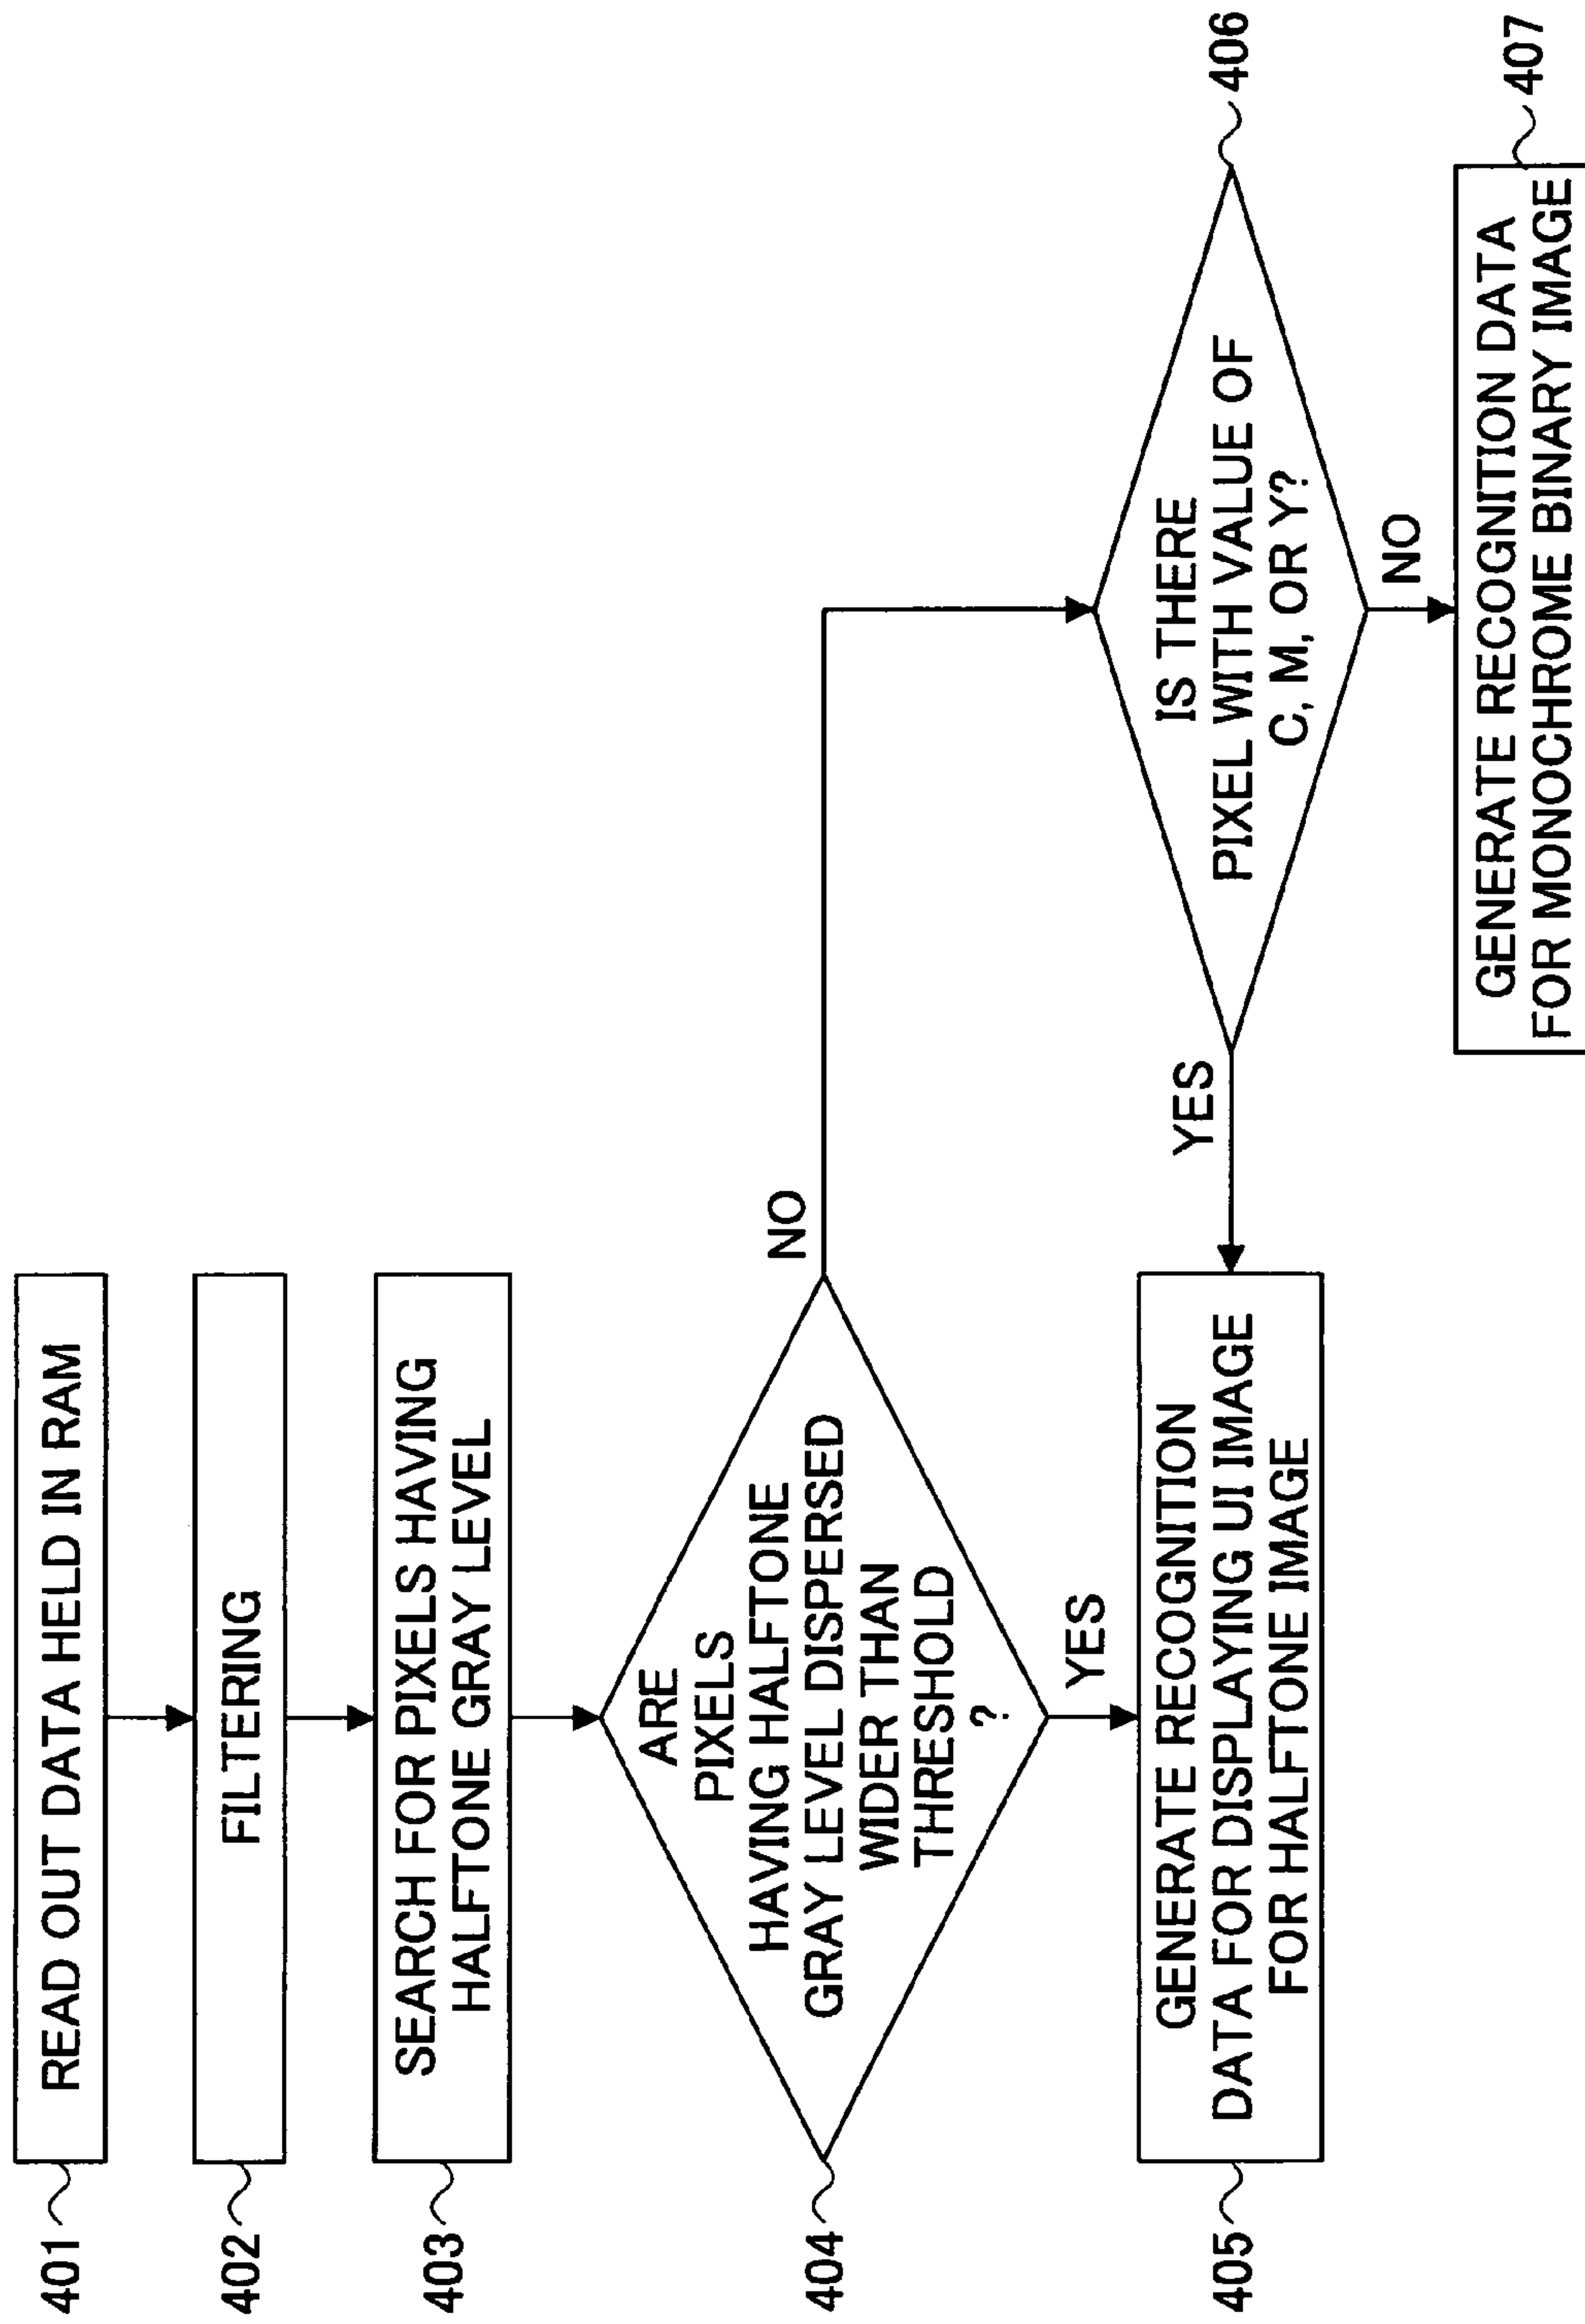 401
READ OUT DATA HELD IN RAM
402
FILTERING
403
SEARCH FOR PIXELS HAVING
HALFTONE GRAY LEVEL
404
ARE
PIXELS
HAVING HALFTONE
GRAY LEVEL DISPERSED
WIDER THAN
THRESHOLD
?
NO
YES
405
GENERATE RECOGNITION
DATA FOR DISPLAYING UI IMAGE
FOR HALFTONE IMAGE
406
IS THERE
PIXEL WITH VALUE OF
C, M, OR Y?
YES
NO
407
GENERATE RECOGNITION DATA
FOR MONOCHROME BINARY IMAGE